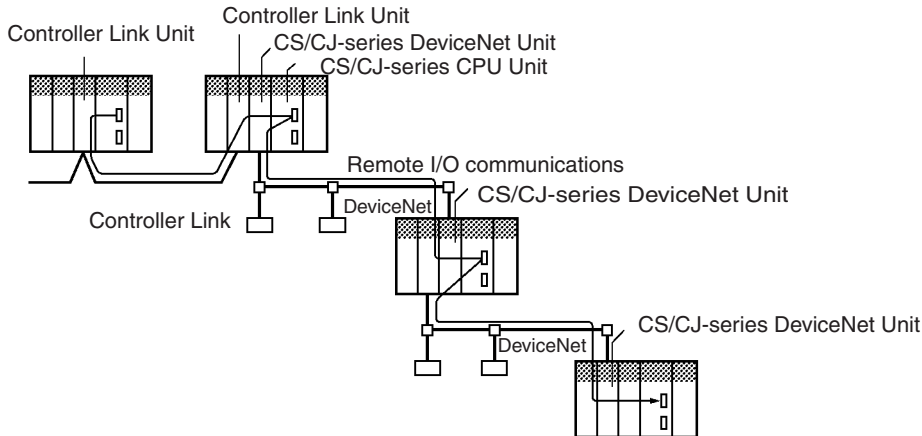 Controller Link Unit
Controller Link Unit
CS/CJ-series DeviceNet Unit
CS/CJ-series CPU Unit
Remote I/O communications
CS/CJ-series DeviceNet Unit
DeviceNet
Controller Link
CS/CJ-series DeviceNet Unit
DeviceNet